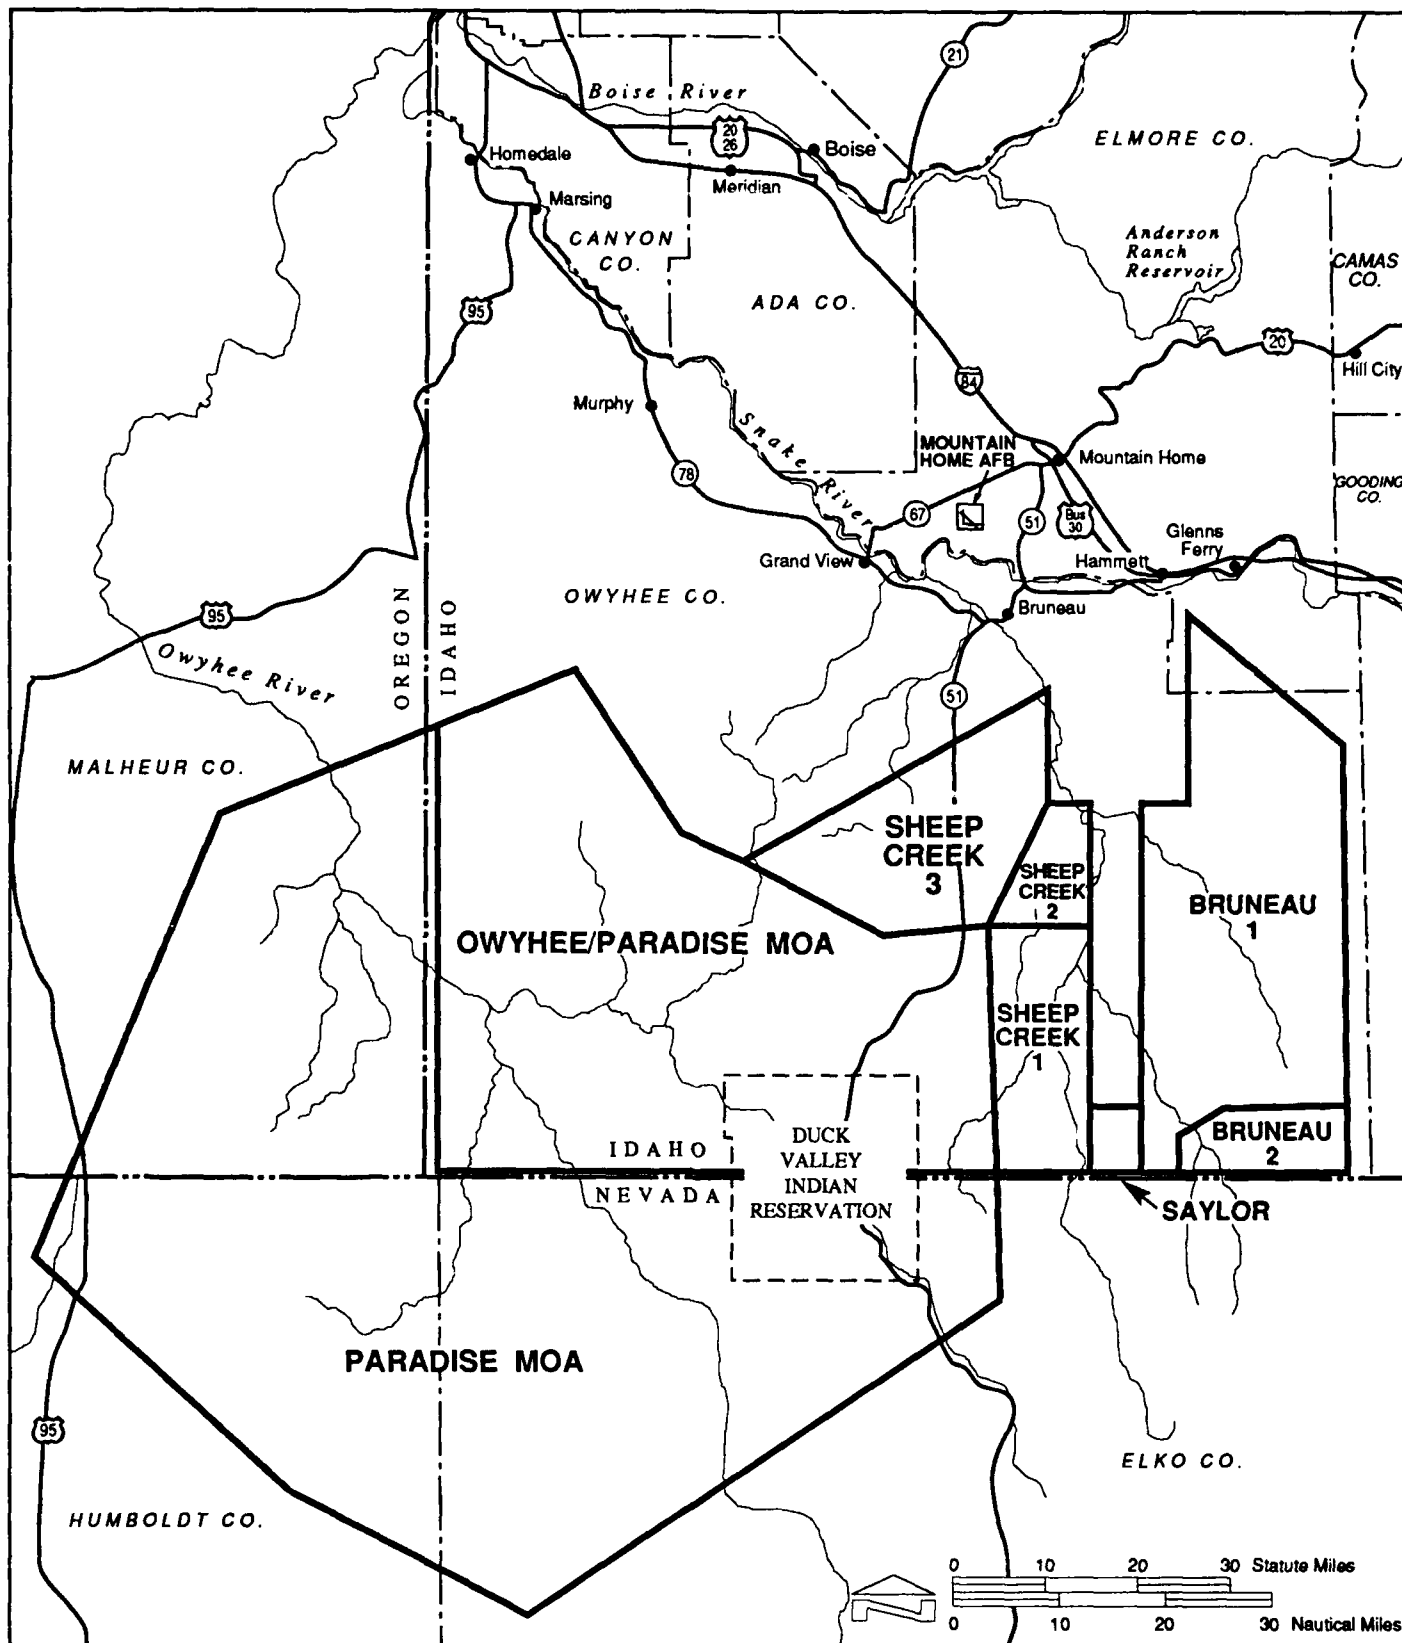 21
Boise River
20
26
Boise
ELMORE CO.
Homedale
Meridian
Marsing
CANYON
CO.
Anderson
Ranch
Reservoir
CAMAS
CO.
ADA CO.
95
20
Hill City
84
Murphy
Snake River
MOUNTAIN
HOME AFB
Mountain Home
78
GOODING
CO.
67
51
Bus
30
Glenns
Ferry
Grand View
Hammett
OWYHEE CO.
Bruneau
95
OREGON
IDAHO
Owyhee River
51
MALHEUR CO.
SHEEP
CREEK
3
SHEEP
CREEK
2
BRUNEAU
1
OWYHEE/PARADISE MOA
SHEEP
CREEK
1
DUCK
VALLEY
INDIAN
RESERVATION
IDAHO
NEVADA
BRUNEAU
2
SAYLOR
PARADISE MOA
95
ELKO CO.
HUMBOLDT CO.
0 10 20 30 Statute Miles
N
0 10 20 30 Nautical Miles